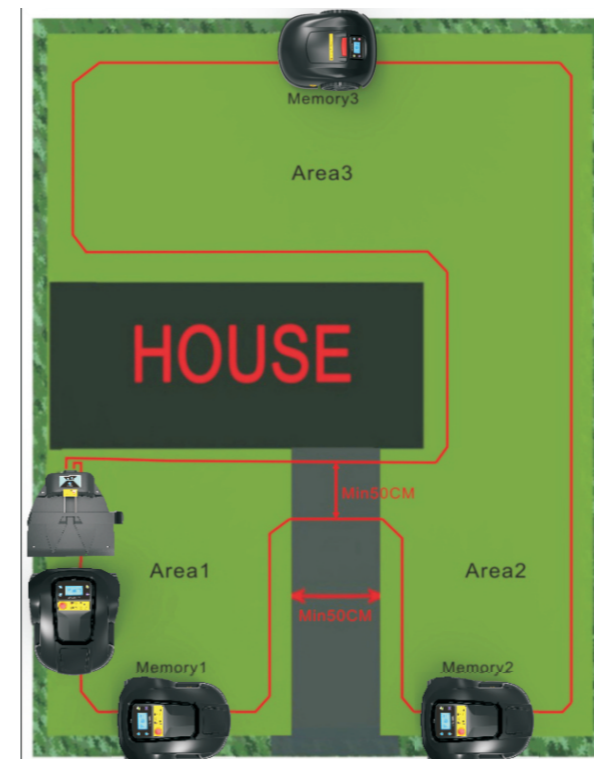 Memory3
Area3
HOUSE
Min50CM
Area1
Area2
Min50CM
Memory1
Memory2